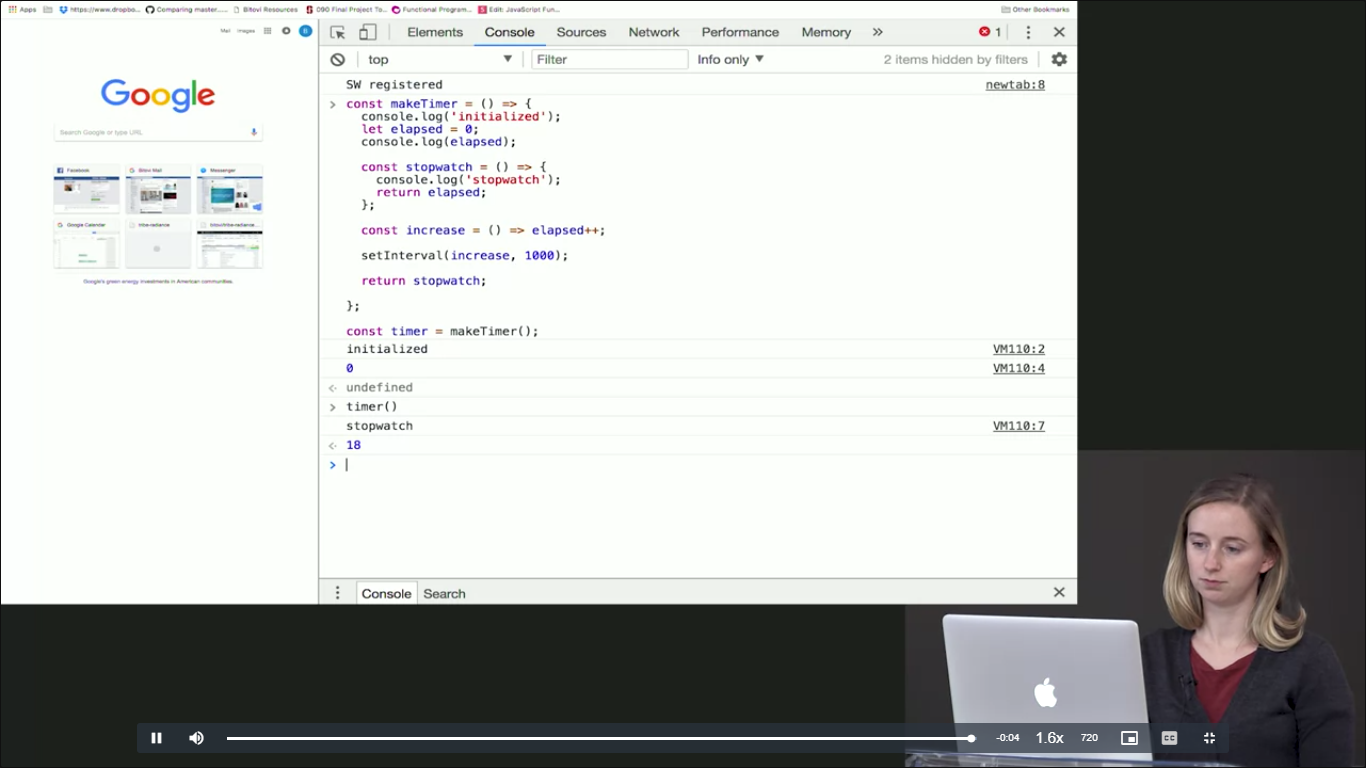 Apps https://www.dropbo... Comparing master...... Bitovi Resources 090 Final Project To... Functional Program... Edit: JavaScript Fun... Other Bookmarks
Mail Images B
Google
Search Google or type URL
Facebook Bitovi Mail Messenger
Google Calendar tribe-radiance bitovi/tribe-radiance...
Google's green energy investments in American communities.
Elements Console Sources Network Performance Memory » 1
top Filter Info only 2 items hidden by filters
SW registered newtab:8
const makeTimer = () => {
console.log('initialized');
let elapsed = 0;
console.log(elapsed);
const stopwatch = () => {
console.log('stopwatch');
return elapsed;
};
const increase = () => elapsed++;
setInterval(increase, 1000);
return stopwatch;
};
const timer = makeTimer();
initialized VM110:2
0 VM110:4
undefined
timer()
stopwatch VM110:7
18
Console Search
-0:04 1.6x 720 CC